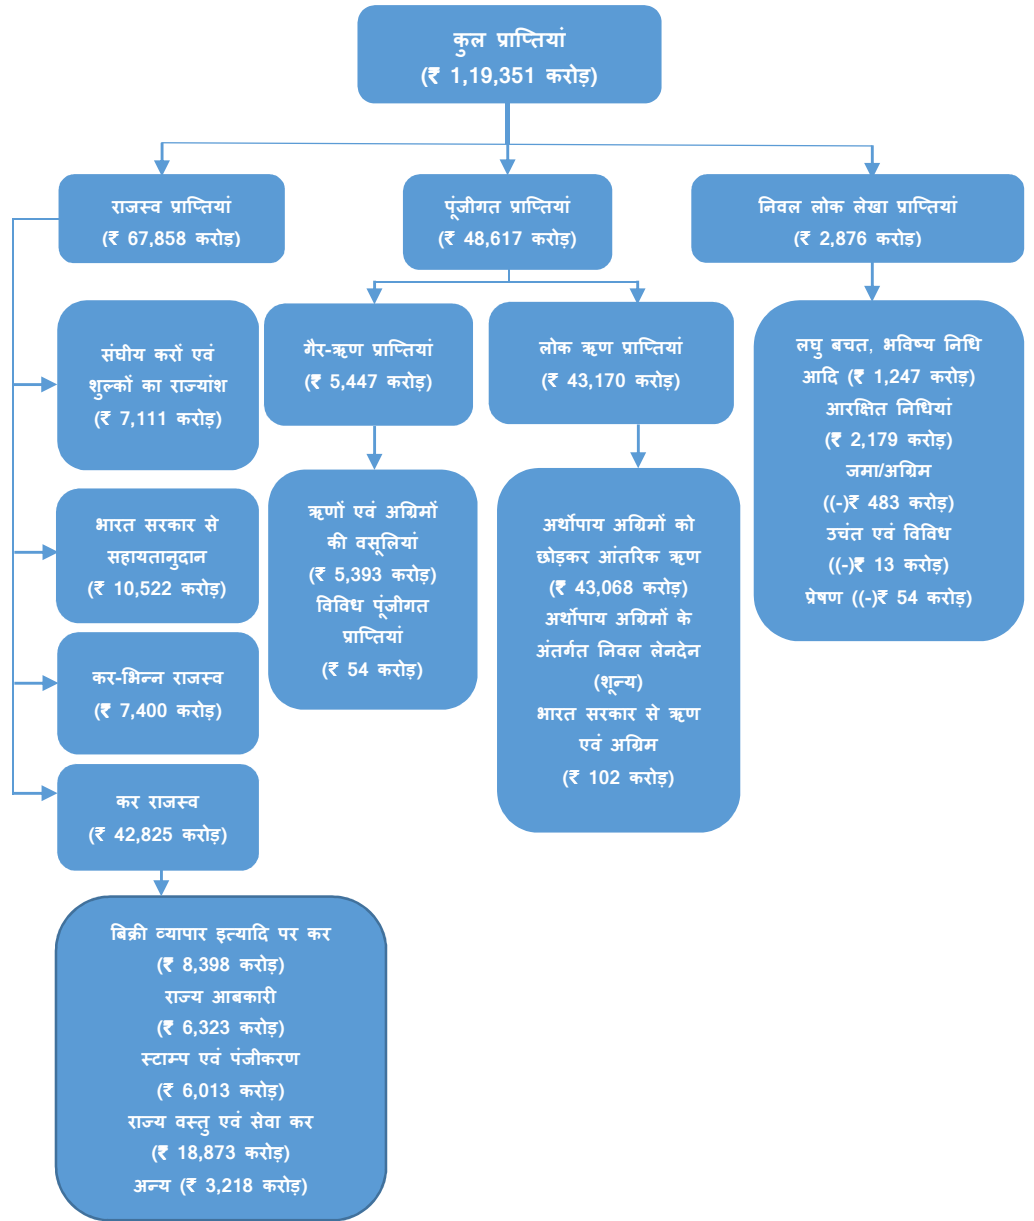 कुल प्राप्तियां
(₹ 1,19,351 करोड़)
राजस्व प्राप्तियां
(₹ 67,858 करोड़)
पूंजीगत प्राप्तियां
(₹ 48,617 करोड़)
निवल लोक लेखा प्राप्तियां
(₹ 2,876 करोड़)
संघीय करों एवं
शुल्कों का राज्यांश
(₹ 7,111 करोड़)
भारत सरकार से
सहायतानुदान
(₹ 10,522 करोड़)
कर-भिन्न राजस्व
(₹ 7,400 करोड़)
कर राजस्व
(₹ 42,825 करोड़)
बिक्री व्यापार इत्यादि पर कर
(₹ 8,398 करोड़)
राज्य आबकारी
(₹ 6,323 करोड़)
स्टाम्प एवं पंजीकरण
(₹ 6,013 करोड़)
राज्य वस्तु एवं सेवा कर
(₹ 18,873 करोड़)
अन्य (₹ 3,218 करोड़)
गैर-ऋण प्राप्तियां
(₹ 5,447 करोड़)
ऋणों एवं अग्रिमों
की वसूलियां
(₹ 5,393 करोड़)
विविध पूंजीगत
प्राप्तियां
(₹ 54 करोड़)
लोक ऋण प्राप्तियां
(₹ 43,170 करोड़)
अर्थोपाय अग्रिमों को
छोड़कर आंतरिक ऋण
(₹ 43,068 करोड़)
अर्थोपाय अग्रिमों के
अंतर्गत निवल लेनदेन
(शून्य)
भारत सरकार से ऋण
एवं अग्रिम
(₹ 102 करोड़)
लघु बचत, भविष्य निधि
आदि (₹ 1,247 करोड़)
आरक्षित निधियां
(₹ 2,179 करोड़)
जमा/अग्रिम
((-)₹ 483 करोड़)
उचंत एवं विविध
((-)₹ 13 करोड़)
प्रेषण ((-)₹ 54 करोड़)